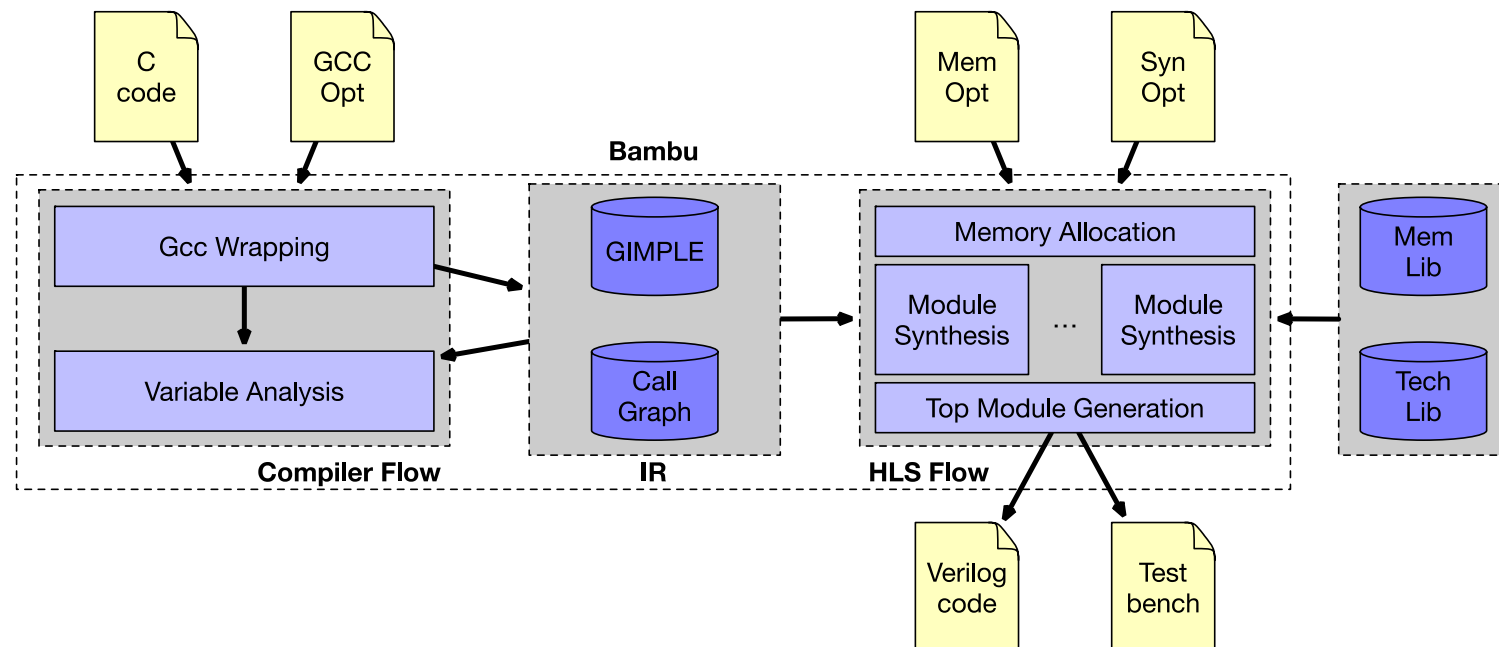 C
code
GCC
Opt
Mem
Opt
Syn
Opt
Bambu
Gcc Wrapping
Variable Analysis
Compiler Flow
GIMPLE
Call
Graph
IR
Memory Allocation
Module
Synthesis
...
Module
Synthesis
Top Module Generation
HLS Flow
Mem
Lib
Tech
Lib
Verilog
code
Test
bench